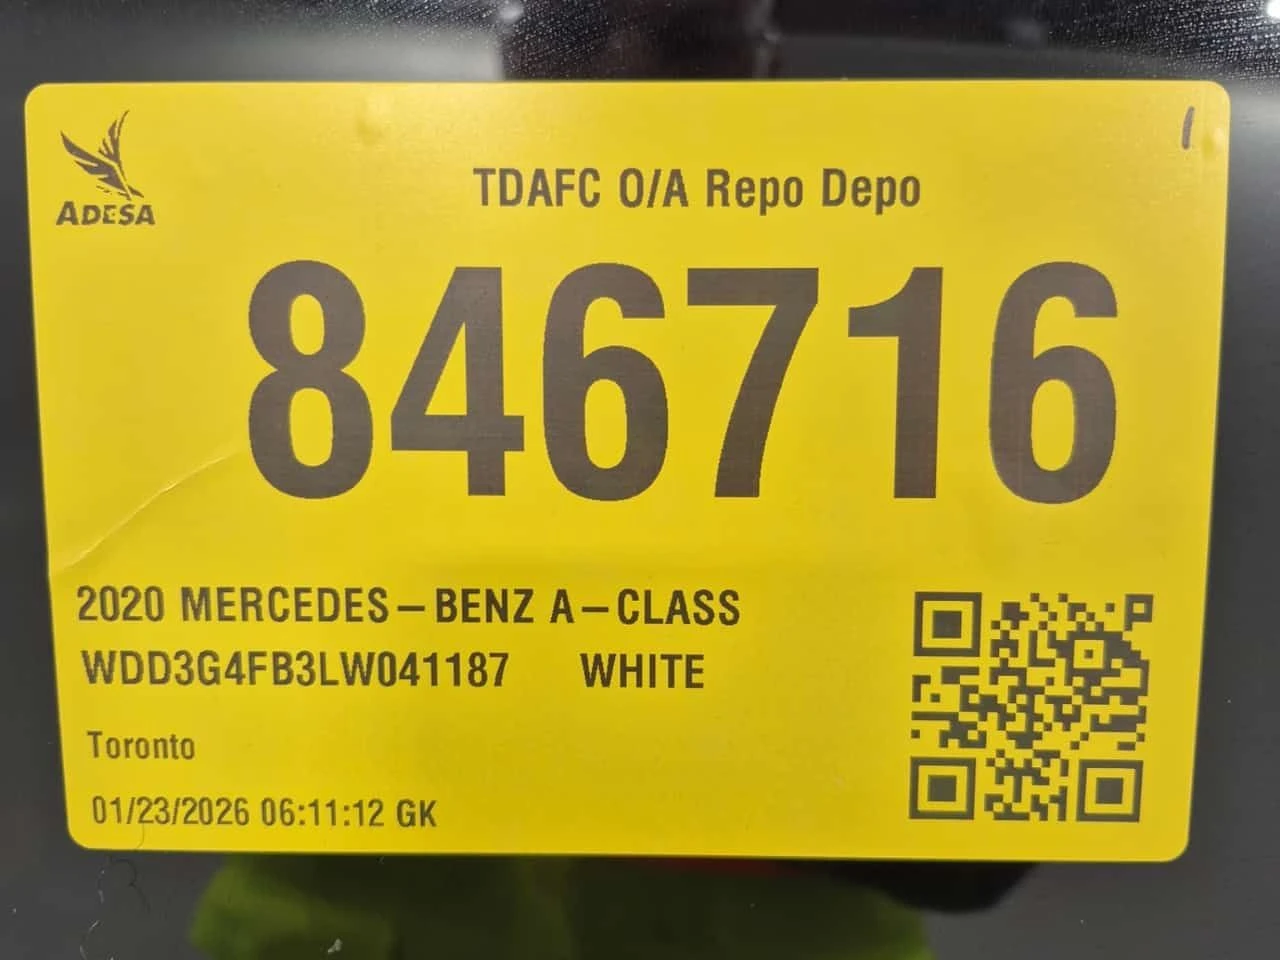 ADESA
TDAFC O/A Repo Depo
846716
2020 MERCEDES-BENZ A-CLASS
WDD3G4FB3LW041187 WHITE
Toronto
01/23/2026 06:11:12 GK